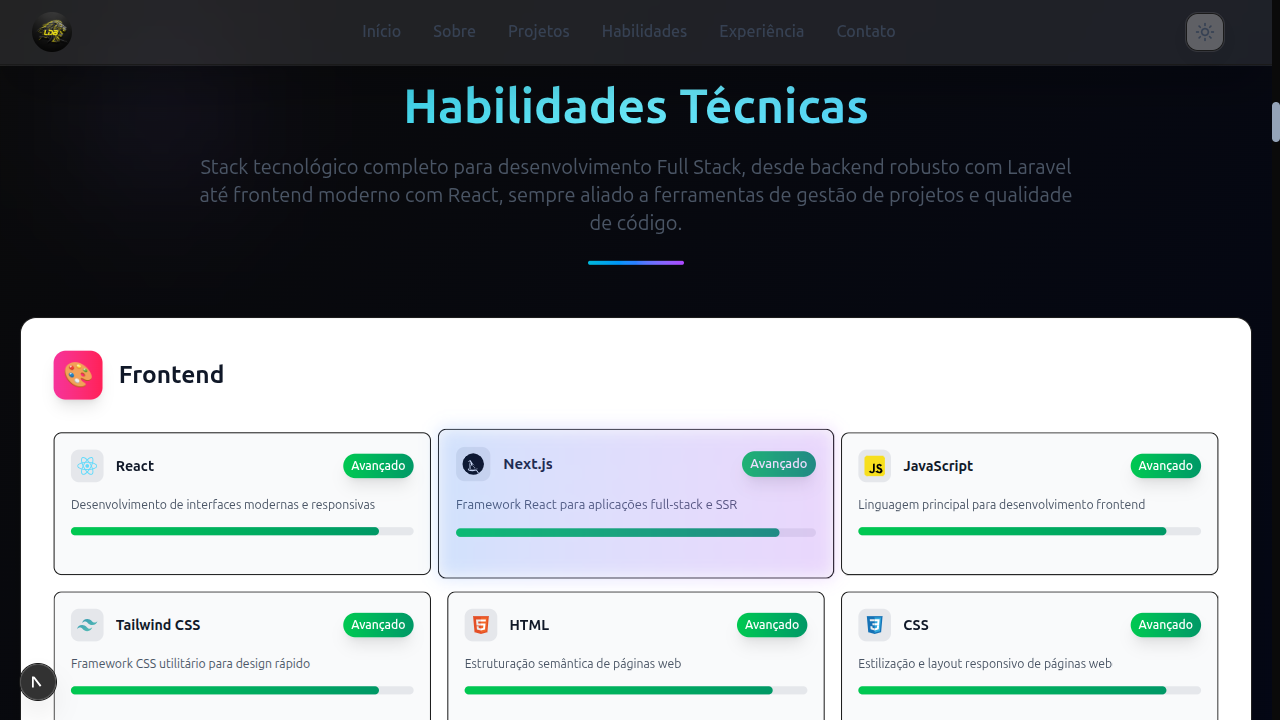 LDB
Início Sobre Projetos Habilidades Experiência Contato
Habilidades Técnicas
Stack tecnológico completo para desenvolvimento Full Stack, desde backend robusto com Laravel
até frontend moderno com React, sempre aliado a ferramentas de gestão de projetos e qualidade
de código.
Frontend
React Avançado
Desenvolvimento de interfaces modernas e responsivas
Next.js Avançado
Framework React para aplicações full-stack e SSR
JS JavaScript Avançado
Linguagem principal para desenvolvimento frontend
Tailwind CSS Avançado
Framework CSS utilitário para design rápido
HTML Avançado
Estruturação semântica de páginas web
CSS Avançado
Estilização e layout responsivo de páginas web